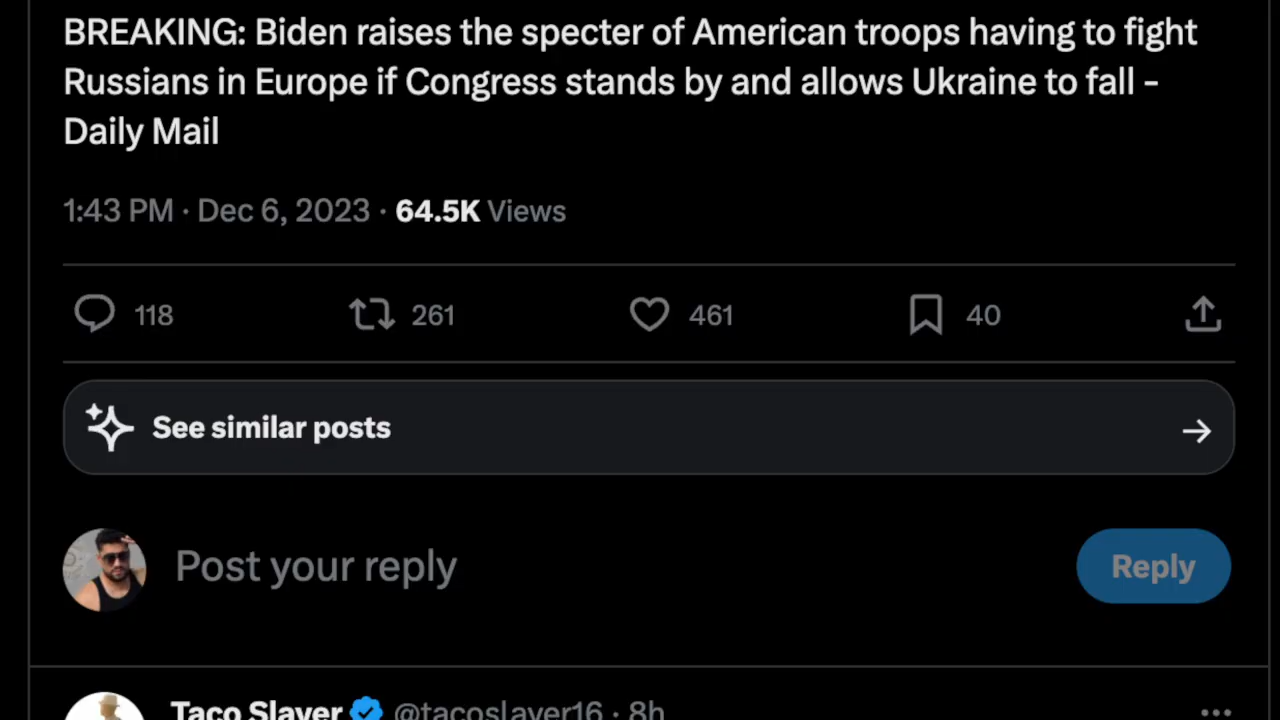 BREAKING: Biden raises the specter of American troops having to fight
Russians in Europe if Congress stands by and allows Ukraine to fall -
Daily Mail
1:43 PM · Dec 6, 2023 · 64.5K Views
118 261 461 40
See similar posts
Post your reply Reply
Taco Slayer @tacoslayer16 · 8h